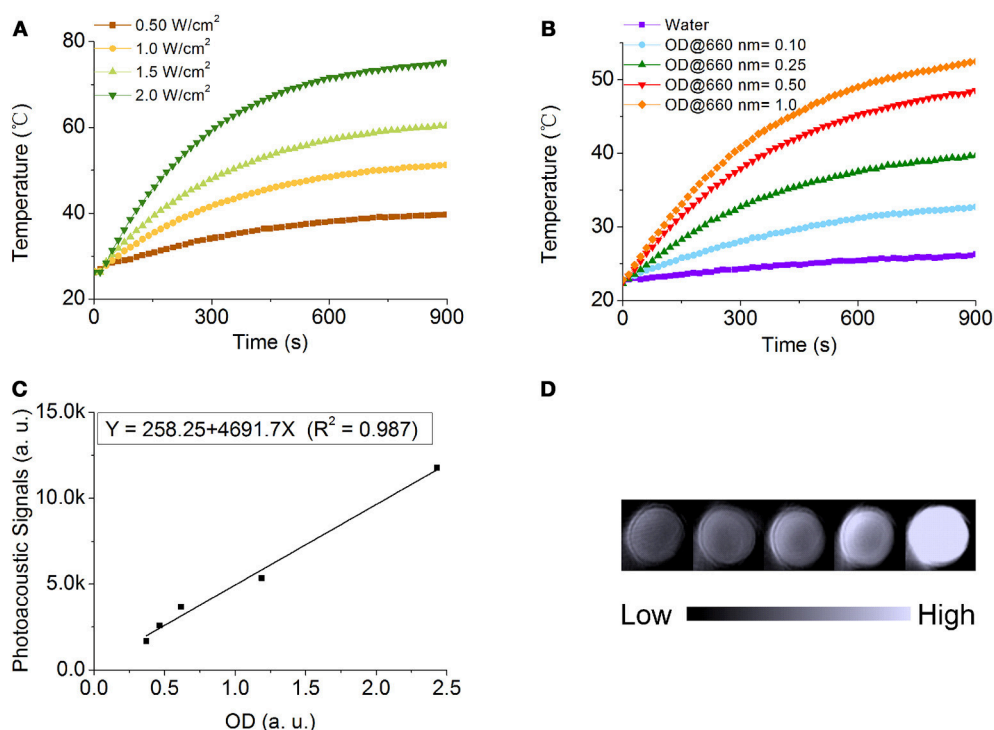 A
0.50 W/cm²
1.0 W/cm²
1.5 W/cm²
2.0 W/cm²
80
60
40
20
Temperature (℃)
0
300
600
900
Time (s)
B
Water
OD@660 nm= 0.10
OD@660 nm= 0.25
OD@660 nm= 0.50
OD@660 nm= 1.0
50
40
30
20
Temperature (℃)
0
300
600
900
Time (s)
C
Y = 258.25+4691.7X (R² = 0.987)
15.0k
10.0k
5.0k
0.0
Photoacoustic Signals (a. u.)
0.0
0.5
1.0
1.5
2.0
2.5
OD (a. u.)
D
Low
High